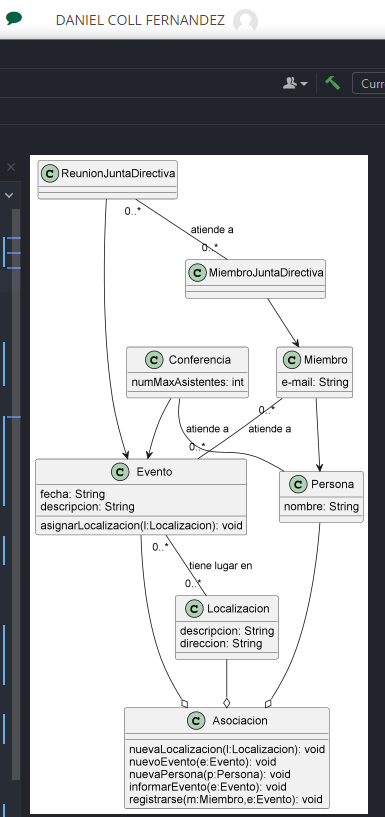 DANIEL COLL FERNANDEZ
Curr
C ReunionJuntaDirectiva
0..*
atiende a
0..*
C MiembroJuntaDirectiva
C Conferencia
numMaxAsistentes: int
C Miembro
e-mail: String
0..*
atiende a
atiende a
0..*
C Evento
fecha: String
descripcion: String
asignarLocalizacion(l:Localizacion): void
C Persona
nombre: String
0..*
tiene lugar en
0..*
C Localizacion
descripcion: String
direccion: String
C Asociacion
nuevaLocalizacion(l:Localizacion): void
nuevoEvento(e:Evento): void
nuevaPersona(p:Persona): void
informarEvento(e:Evento): void
registrarse(m:Miembro,e:Evento): void